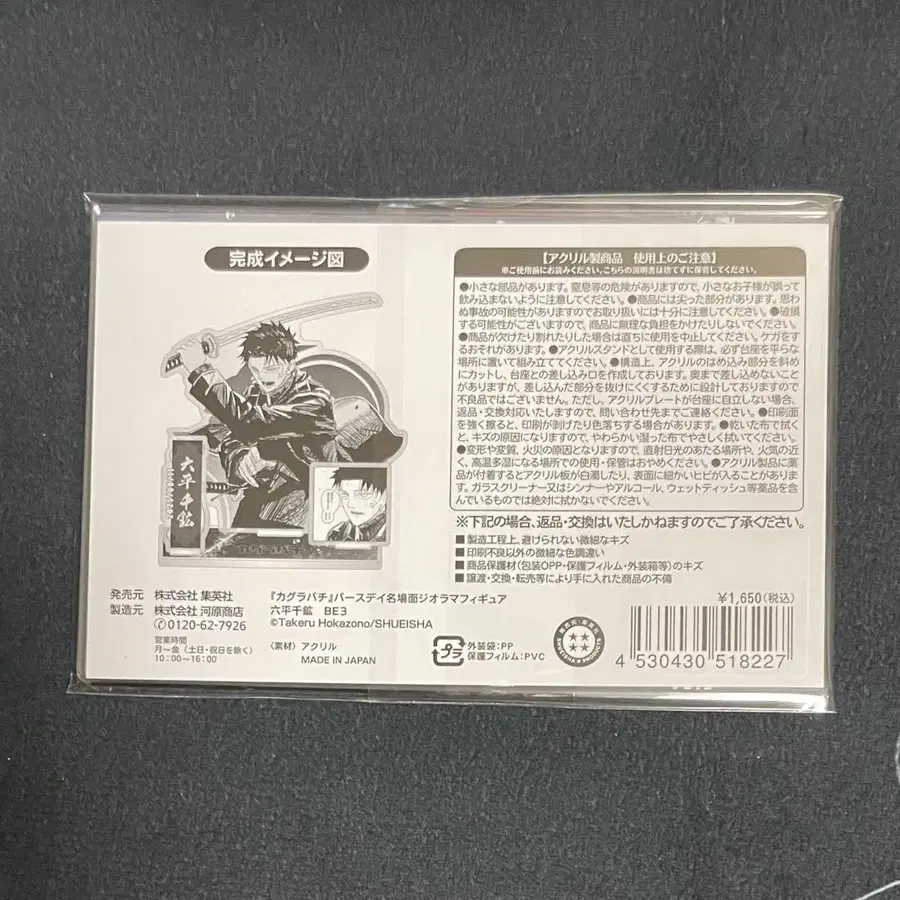 完成イメージ図
六平千鉱
【アクリル製商品 使用上のご注意】
※ご使用前にお読みください。こちらの説明書は捨てずに保管してください。
●小さな部品があります。窒息等の危険がありますので、小さなお子様が誤って
飲み込まないように注意してください。●商品には尖った部分があります。思わ
ぬ事故の可能性がありますのでお取り扱いには十分に注意してください。●破損
する可能性がございますので、商品に無理な負担をかけたりしないでください。
●商品が欠けたり割れたりした場合は直ちに使用を中止してください。ケガをす
るおそれがあります。●アクリルスタンドとして使用する際は、必ず台座を平らな
場所に置いて組み立ててください。●構造上、アクリルのはめ込み部分を斜め
にカットし、台座との差し込み口を作成しております。奥まで差し込めないこと
がありますが、差し込んだ部分を抜けにくくするために設計しておりますので
不良品ではございません。ただし、アクリルプレートが台座に自立しない場合、
返品・交換対応いたしますので、問い合わせ先までご連絡ください。●印刷面
を強く擦ると、印刷が剥げたり色落ちする場合があります。●乾いた布で拭く
と、キズの原因になりますので、やわらかい湿った布でやさしく拭いてください。
●変形や変質、火災の原因となりますので、直射日光のあたる場所や、火気の近
く、高温多湿になる場所での使用・保管はおやめください。●アクリル製品に薬
品が付着するとアクリル板が白濁したり、表面に細かいヒビが入ることがありま
す。ガラスクリーナー又はシンナーやアルコール、ウェットティッシュ等薬品を含
んでいるものでは絶対に拭かないでください。
※下記の場合、返品・交換はいたしかねますのでご了承ください。
■製造工程上、避けられない微細なキズ
■印刷不良以外の微細な色調違い
■商品保護材(包装OPP・保護フィルム・外装箱等)のキズ
■譲渡・交換・転売等により手に入れた商品の不備
発売元 株式会社 集英社
製造元 株式会社 河原商店
✆0120-62-7926
営業時間
月〜金(土日・祝日を除く)
10:00〜16:00
『カグラバチ』バースデイ名場面ジオラマフィギュア
六平千鉱 BE3
©Takeru Hokazono/SHUEISHA
〈素材〉アクリル
MADE IN JAPAN
プラ
外装袋:PP
保護フィルム:PVC
¥1,650(税込)
4 530430 518227